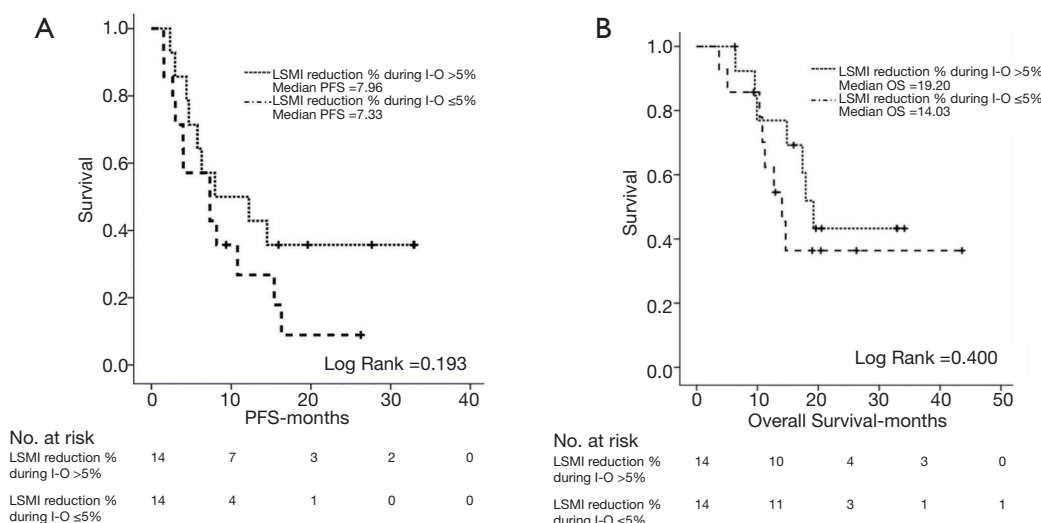 A
1.0
0.8
0.6
0.4
0.2
0.0
Survival
LSMI reduction % during I-O >5%
Median PFS =7.96
LSMI reduction % during I-O ≤5%
Median PFS =7.33
Log Rank =0.193
0 10 20 30 40
PFS-months
No. at risk
LSMI reduction % 14 7 3 2 0
during I-O >5%
LSMI reduction % 14 4 1 0 0
during I-O ≤5%
B
1.0
0.8
0.6
0.4
0.2
0.0
Survival
LSMI reduction % during I-O >5%
Median OS =19.20
LSMI reduction % during I-O ≤5%
Median OS =14.03
Log Rank =0.400
0 10 20 30 40 50
Overall Survival-months
No. at risk
LSMI reduction % 14 10 4 3 0
during I-O >5%
LSMI reduction % 14 11 3 1 1
during I-O ≤5%